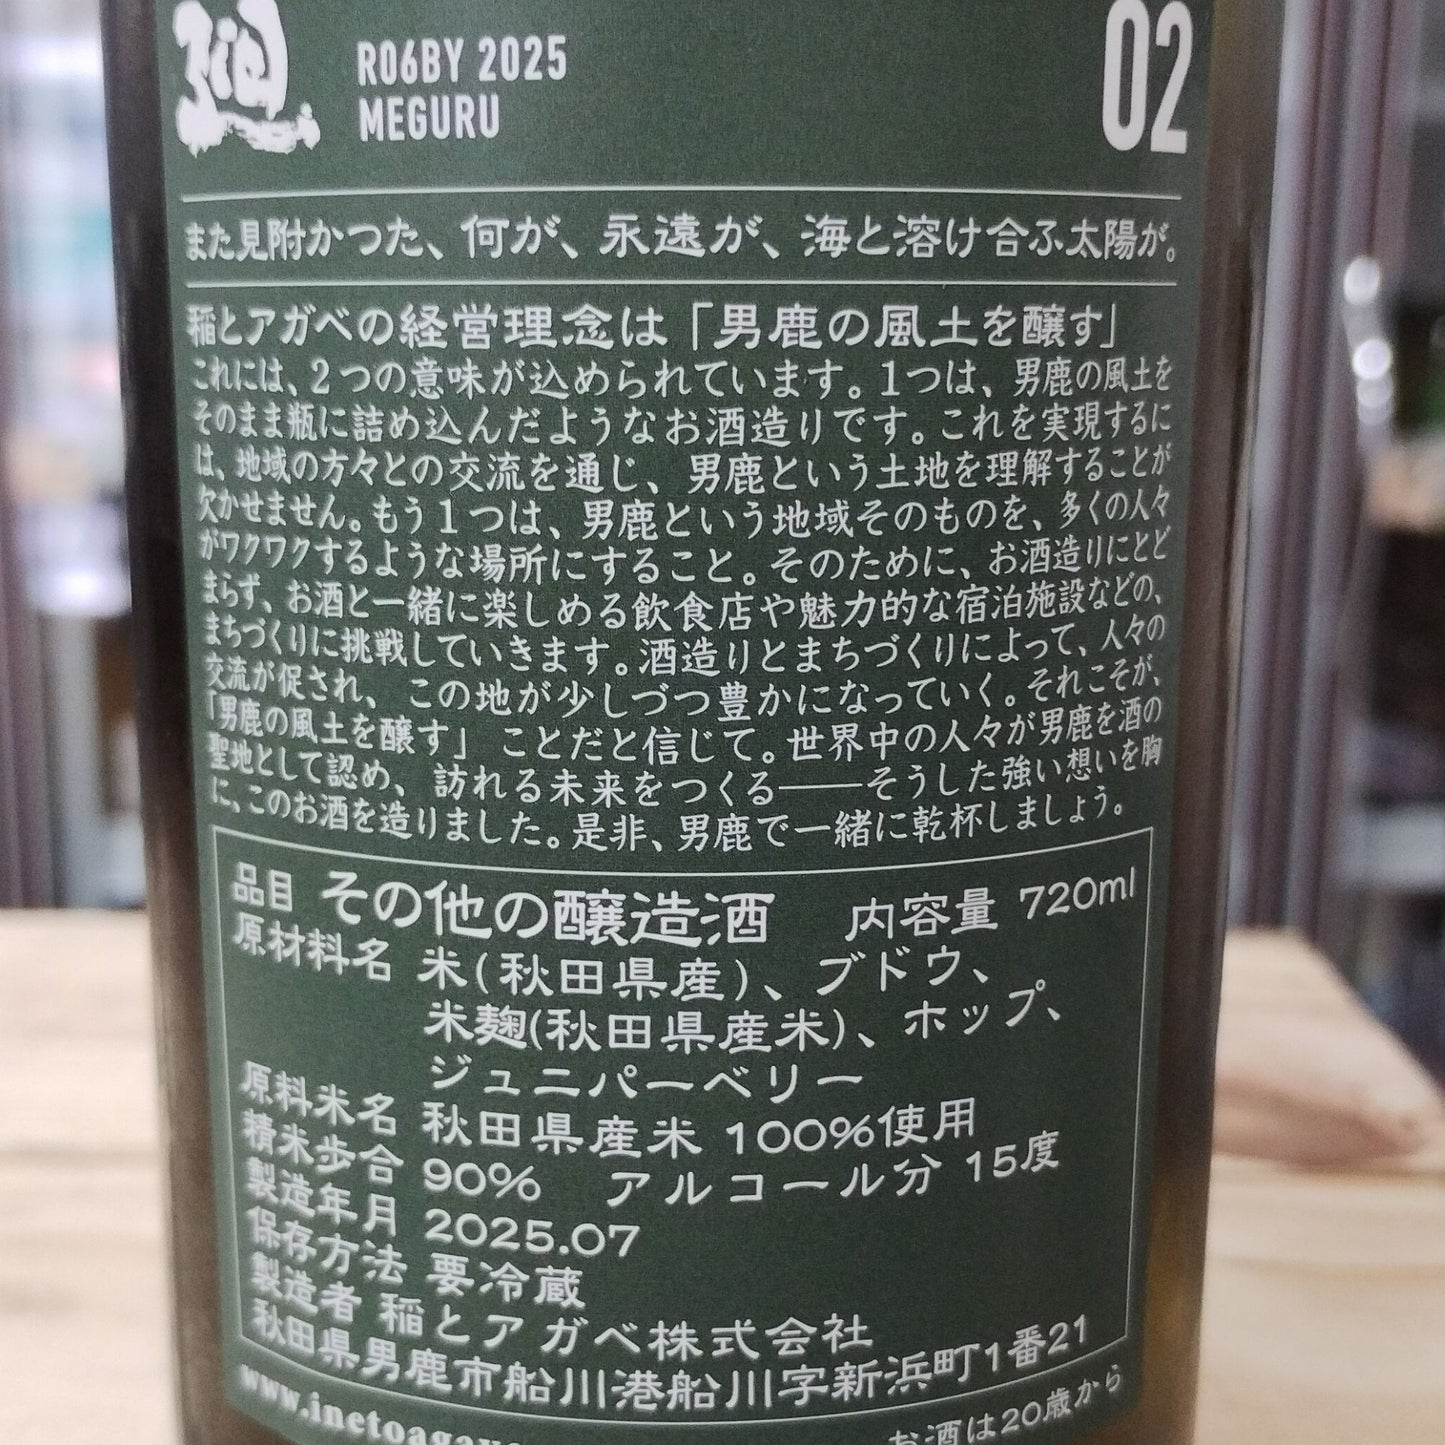 廻
R06BY 2025
MEGURU
02
また見附かつた、何が、永遠が、海と溶け合ふ太陽が。
稲とアガベの経営理念は「男鹿の風土を醸す」
これには、2つの意味が込められています。1つは、男鹿の風土を
そのまま瓶に詰め込んだようなお酒造りです。これを実現するに
は、地域の方々との交流を通じ、男鹿という土地を理解することが
欠かせません。もう1つは、男鹿という地域そのものを、多くの人々
がワクワクするような場所にすること。そのために、お酒造りにとど
まらず、お酒と一緒に楽しめる飲食店や魅力的な宿泊施設などの、
まちづくりに挑戦していきます。酒造りとまちづくりによって、人々の
交流が促され、この地が少しづつ豊かになっていく。それこそが、
「男鹿の風土を醸す」ことだと信じて。世界中の人々が男鹿を酒の
聖地として認め、訪れる未来をつくる──そうした強い想いを胸
に、このお酒を造りました。是非、男鹿で一緒に乾杯しましょう。
品目 その他の醸造酒 内容量 720ml
原材料名 米(秋田県産)、ブドウ、
米麹(秋田県産米)、ホップ、
ジュニパーベリー
原料米名 秋田県産米 100%使用
精米歩合 90% アルコール分 15度
製造年月 2025.07
保存方法 要冷蔵
製造者 稲とアガベ株式会社
秋田県男鹿市船川港船川字新浜町1番21
www.inetoagave
お酒は20歳から